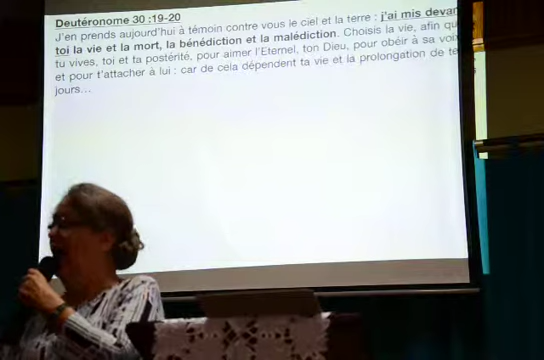 Deutéronome 30 :19-20
J'en prends aujourd'hui à témoin contre vous le ciel et la terre : j'ai mis devan
toi la vie et la mort, la bénédiction et la malédiction. Choisis la vie, afin qu
tu vives, toi et ta postérité, pour aimer l'Eternel, ton Dieu, pour obéir à sa voix
et pour t'attacher à lui : car de cela dépendent ta vie et la prolongation de te
jours…